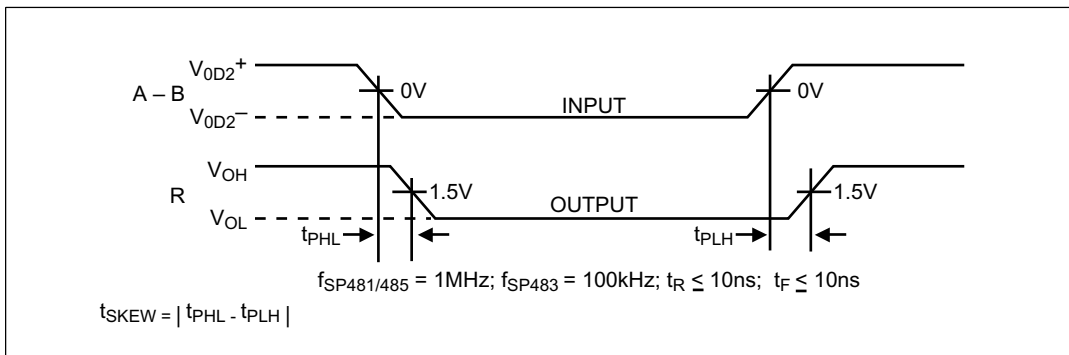 V0D2+
A – B
0V
0V
V0D2–
INPUT
VOH
R
1.5V
1.5V
VOL
OUTPUT
tPHL
tPLH
fSP481/485 = 1MHz; fSP483 = 100kHz; tR ≤ 10ns; tF ≤ 10ns
tSKEW = | tPHL - tPLH |